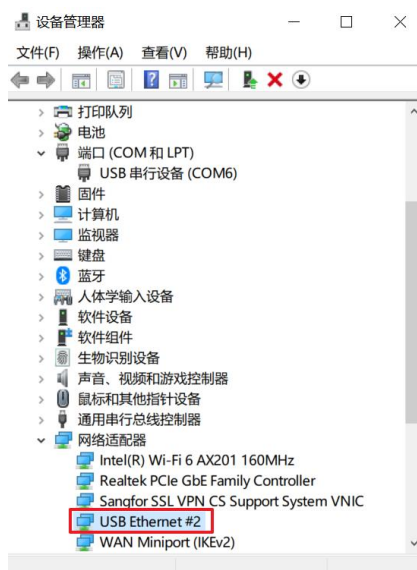 设备管理器
文件(F) 操作(A) 查看(V) 帮助(H)
打印队列
电池
端口 (COM 和 LPT)
USB 串行设备 (COM6)
固件
计算机
监视器
键盘
蓝牙
人体学输入设备
软件设备
软件组件
生物识别设备
声音、视频和游戏控制器
鼠标和其他指针设备
通用串行总线控制器
网络适配器
Intel(R) Wi-Fi 6 AX201 160MHz
Realtek PCIe GbE Family Controller
Sangfor SSL VPN CS Support System VNIC
USB Ethernet #2
WAN Miniport (IKEv2)